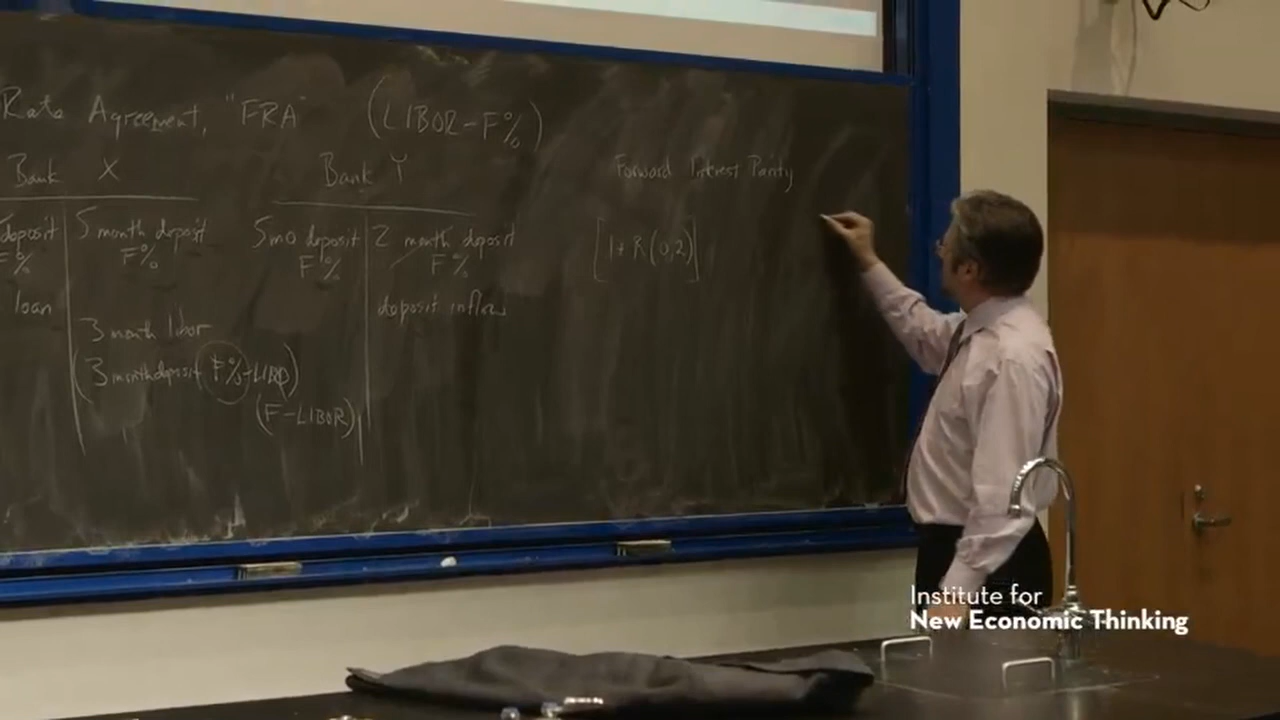 Rate Agreement, "FRA" (LIBOR-F%)
Bank X
deposit
F%
loan
5 month deposit
F%
3 month libor
(3 month deposit F%-LIBO)
(F-LIBOR)
Bank Y
5 mo deposit
F%
2 month deposit
F%
deposit inflow
Forward Interest Parity
[1+R(0,2)]
Institute for
New Economic Thinking